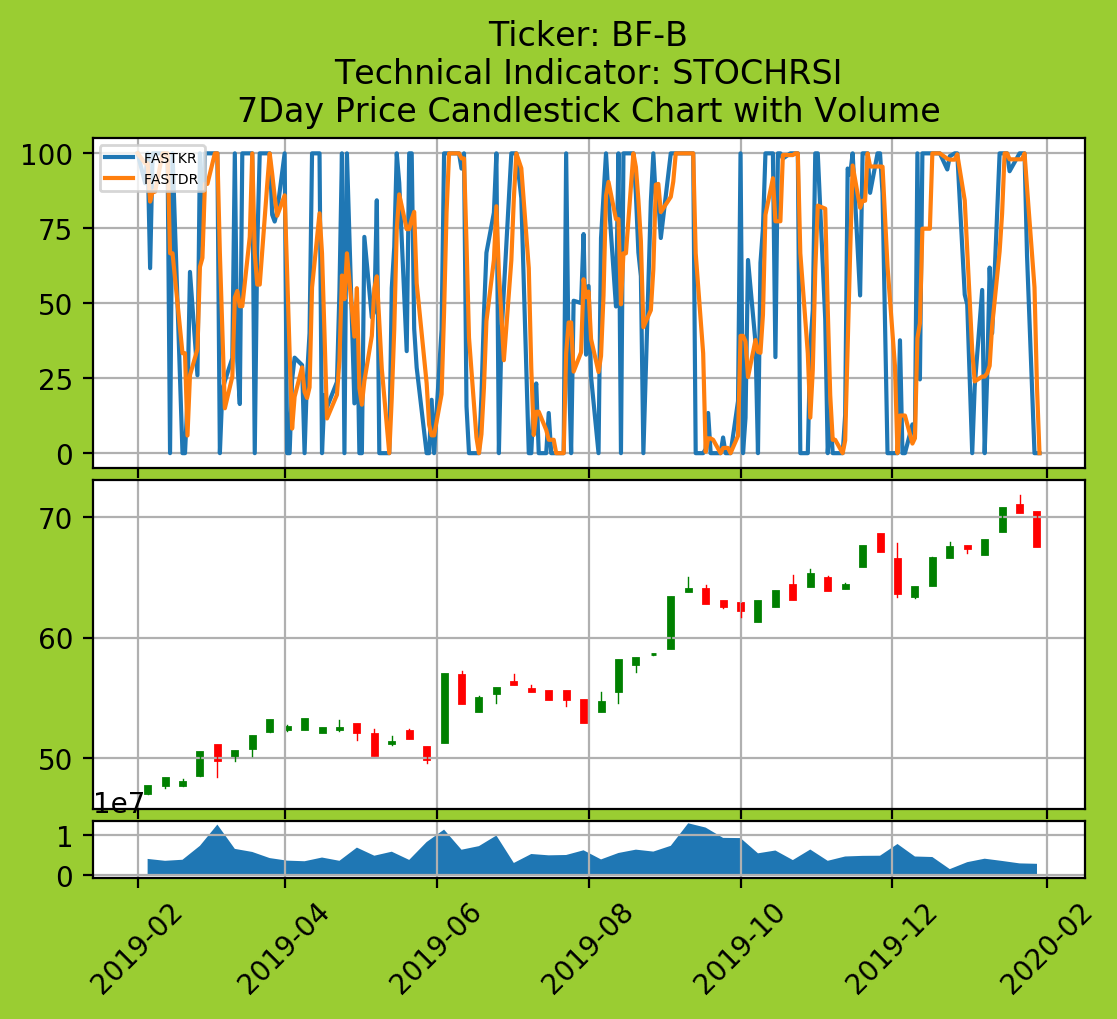 Ticker: BF-B
Technical Indicator: STOCHRSI
7Day Price Candlestick Chart with Volume
100
75
50
25
0
FASTKR
FASTDR
70
60
50
1e7
1
0
2019-02
2019-04
2019-06
2019-08
2019-10
2019-12
2020-02